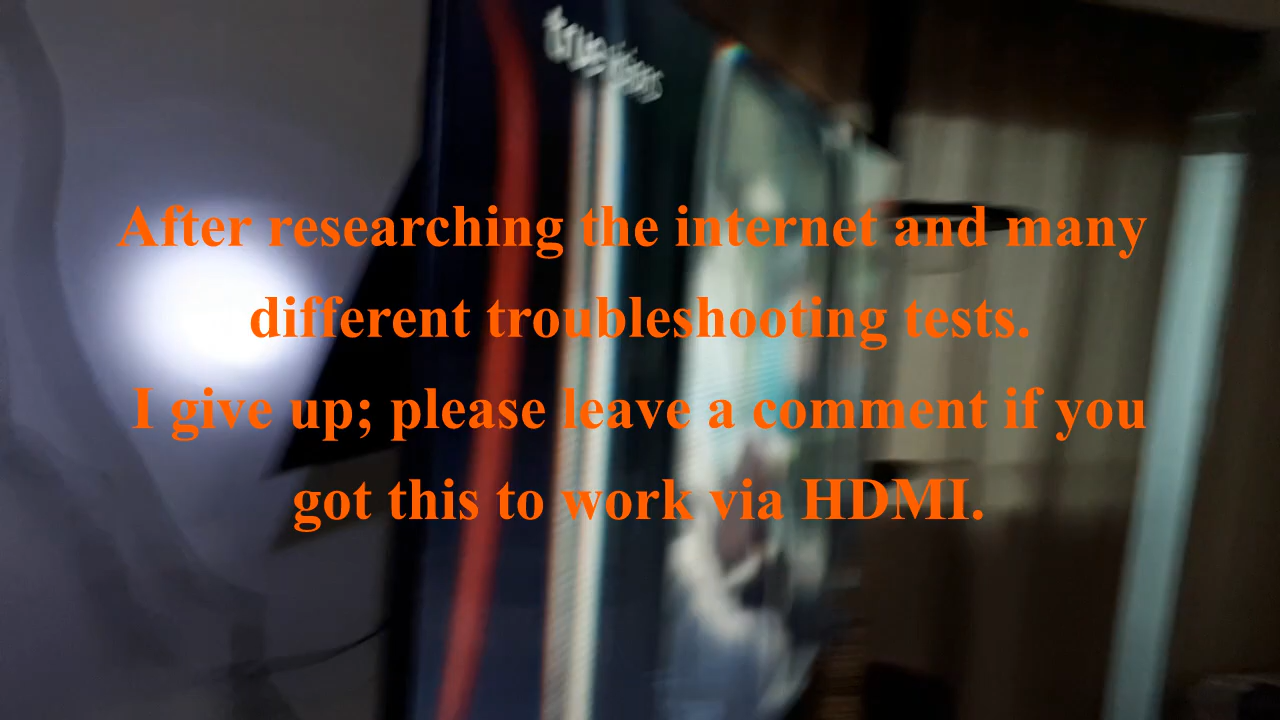 true
After researching the internet and many
different troubleshooting tests.
I give up; please leave a comment if you
got this to work via HDMI.